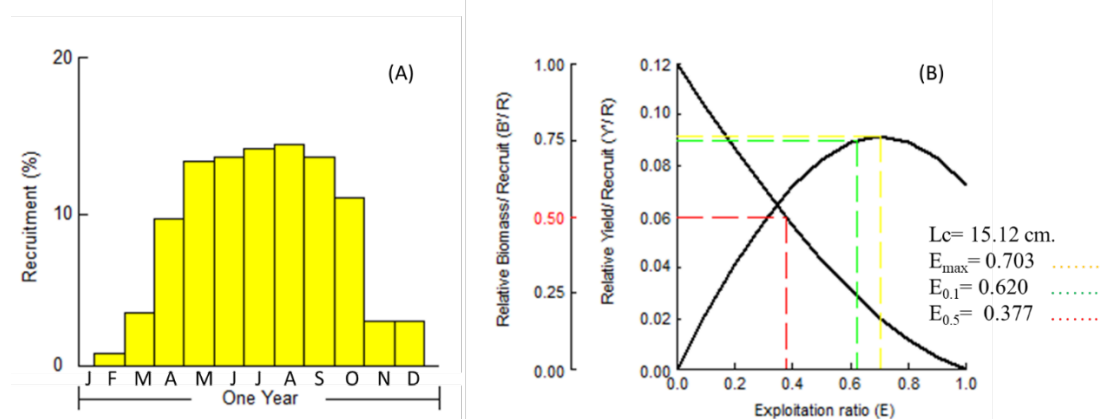 (A)
20
10
0
Recruitment (%)
J F M A M J J A S O N D
One Year
(B)
Relative Biomass/ Recruit (B'/ R)
1.00
0.75
0.50
0.25
0.00
Relative Yield/ Recruit (Y'/ R)
0.12
0.10
0.08
0.06
0.04
0.02
0.00
0.0 0.2 0.4 0.6 0.8 1.0
Exploitation ratio (E)
Lc= 15.12 cm.
Emax= 0.703 .......
E0.1= 0.620 .......
E0.5= 0.377 .......